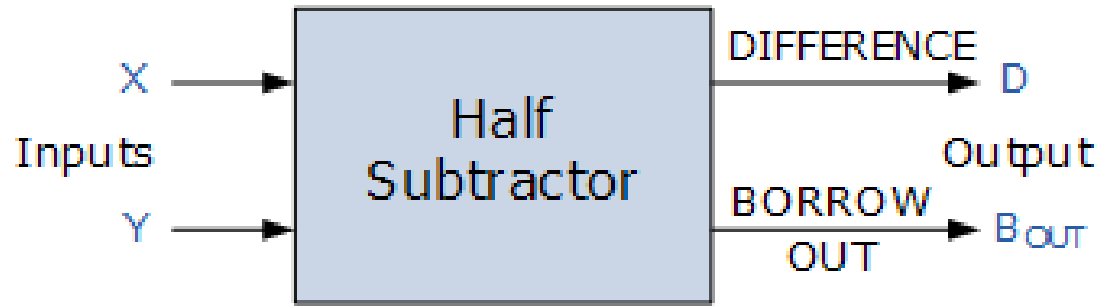 X
Inputs
Y
Half
Subtractor
DIFFERENCE
D
Output
BORROW
OUT
BOUT